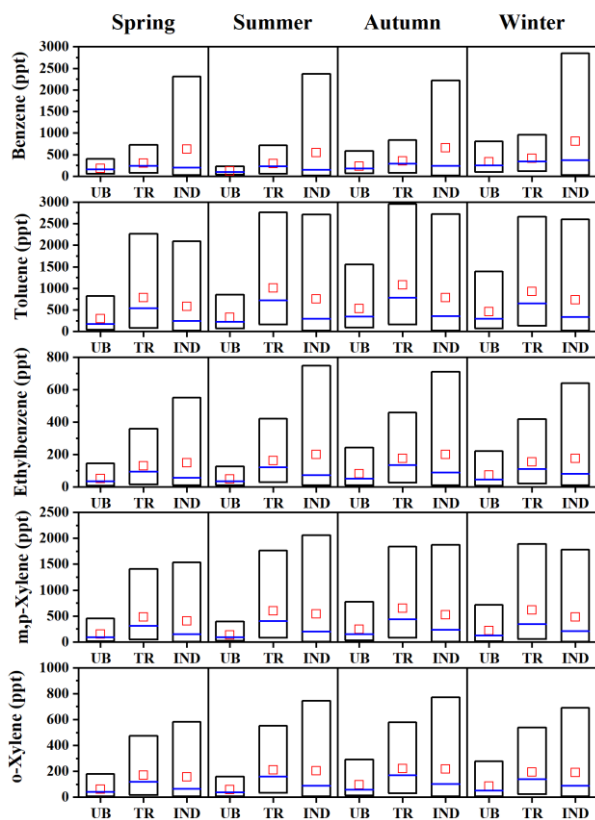 Spring Summer Autumn Winter
Benzene (ppt)
3000
2500
2000
1500
1000
500
0
UB TR IND UB TR IND UB TR IND UB TR IND
Toluene (ppt)
3000
2500
2000
1500
1000
500
0
UB TR IND UB TR IND UB TR IND UB TR IND
Ethylbenzene (ppt)
800
600
400
200
0
UB TR IND UB TR IND UB TR IND UB TR IND
m,p-Xylene (ppt)
2500
2000
1500
1000
500
0
UB TR IND UB TR IND UB TR IND UB TR IND
o-Xylene (ppt)
1000
800
600
400
200
0
UB TR IND UB TR IND UB TR IND UB TR IND